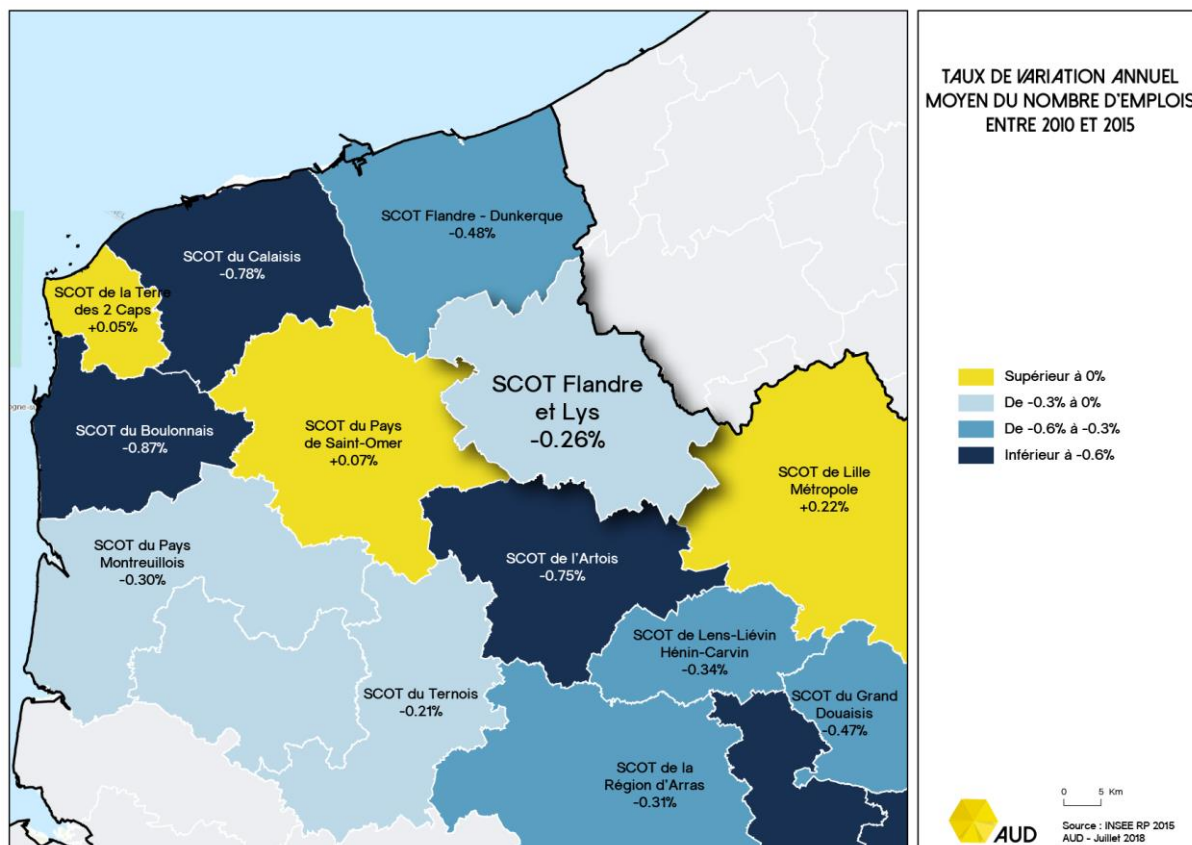 TAUX DE VARIATION ANNUEL
MOYEN DU NOMBRE D'EMPLOIS
ENTRE 2010 ET 2015
SCOT Flandre - Dunkerque
-0.48%
SCOT du Calaisis
-0.78%
SCOT de la Terre
des 2 Caps
+0.05%
SCOT Flandre
et Lys
-0.26%
SCOT du Boulonnais
-0.87%
SCOT du Pays
de Saint-Omer
+0.07%
SCOT de Lille
Métropole
+0.22%
SCOT du Pays
Montreuillois
-0.30%
SCOT de l'Artois
-0.75%
SCOT de Lens-Liévin
Hénin-Carvin
-0.34%
SCOT du Ternois
-0.21%
SCOT du Grand
Douaisis
-0.47%
SCOT de la
Région d'Arras
-0.31%
Supérieur à 0%
De -0.3% à 0%
De -0.6% à -0.3%
Inférieur à -0.6%
0 5 Km
AUD
Source : INSEE RP 2015
AUD - Juillet 2018